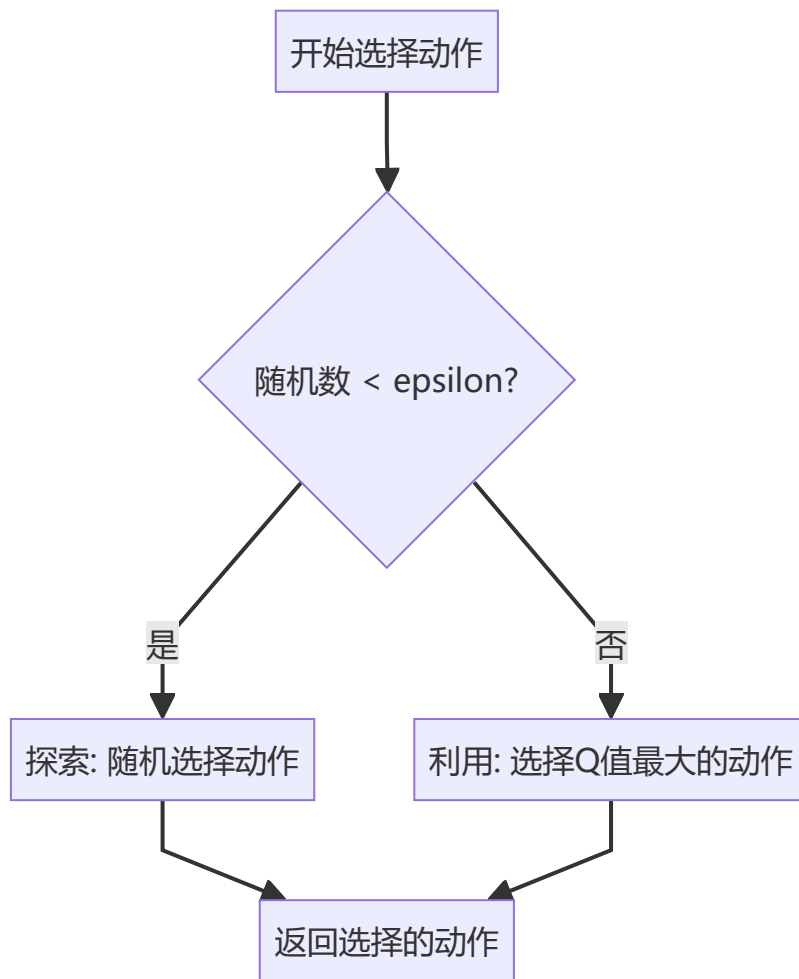 开始选择动作
随机数 < epsilon?
是
否
探索: 随机选择动作
利用: 选择Q值最大的动作
返回选择的动作